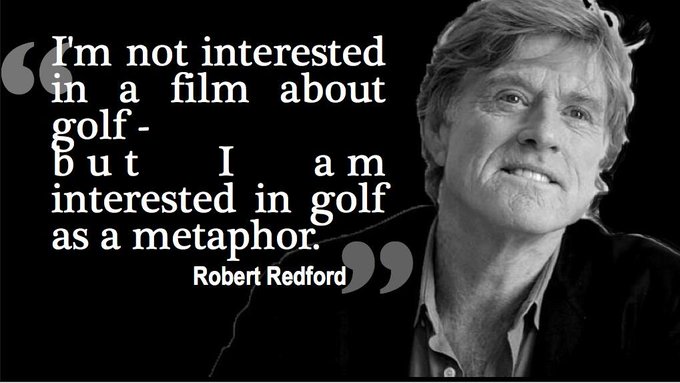 I'm not interested
in a film about
golf -
but I am
interested in golf
as a metaphor.
Robert Redford